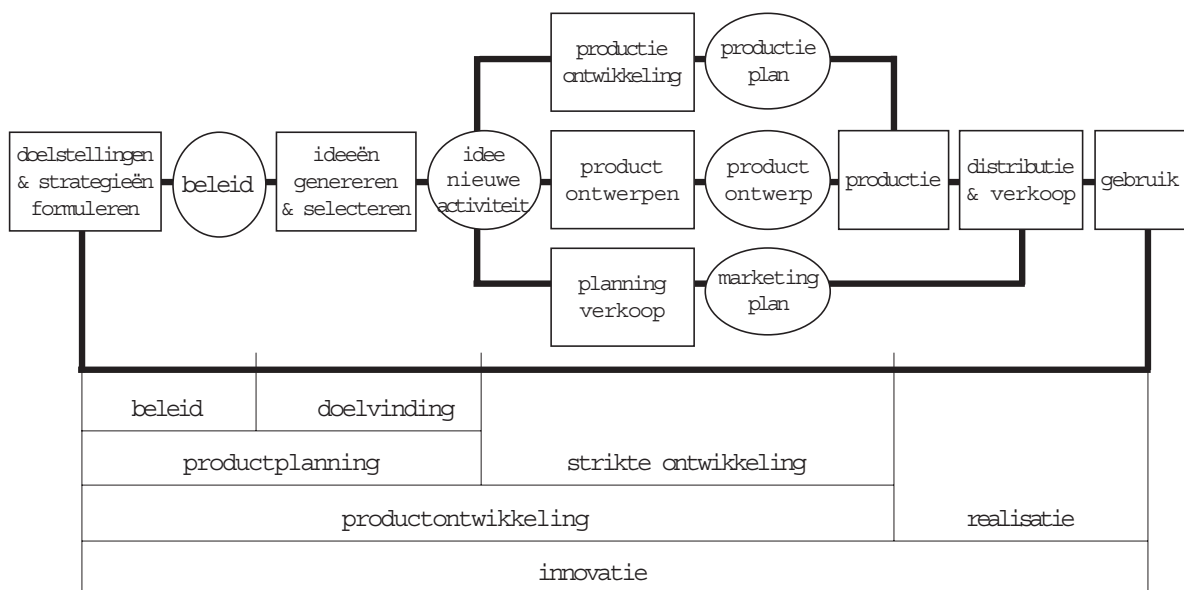 productie
ontwikkeling
productie
plan
doelstellingen
& strategieën
formuleren
beleid
ideeën
genereren
& selecteren
idee
nieuwe
activiteit
product
ontwerpen
product
ontwerp
productie
distributie
& verkoop
gebruik
planning
verkoop
marketing
plan
beleid
doelvinding
productplanning
strikte ontwikkeling
productontwikkeling
realisatie
innovatie